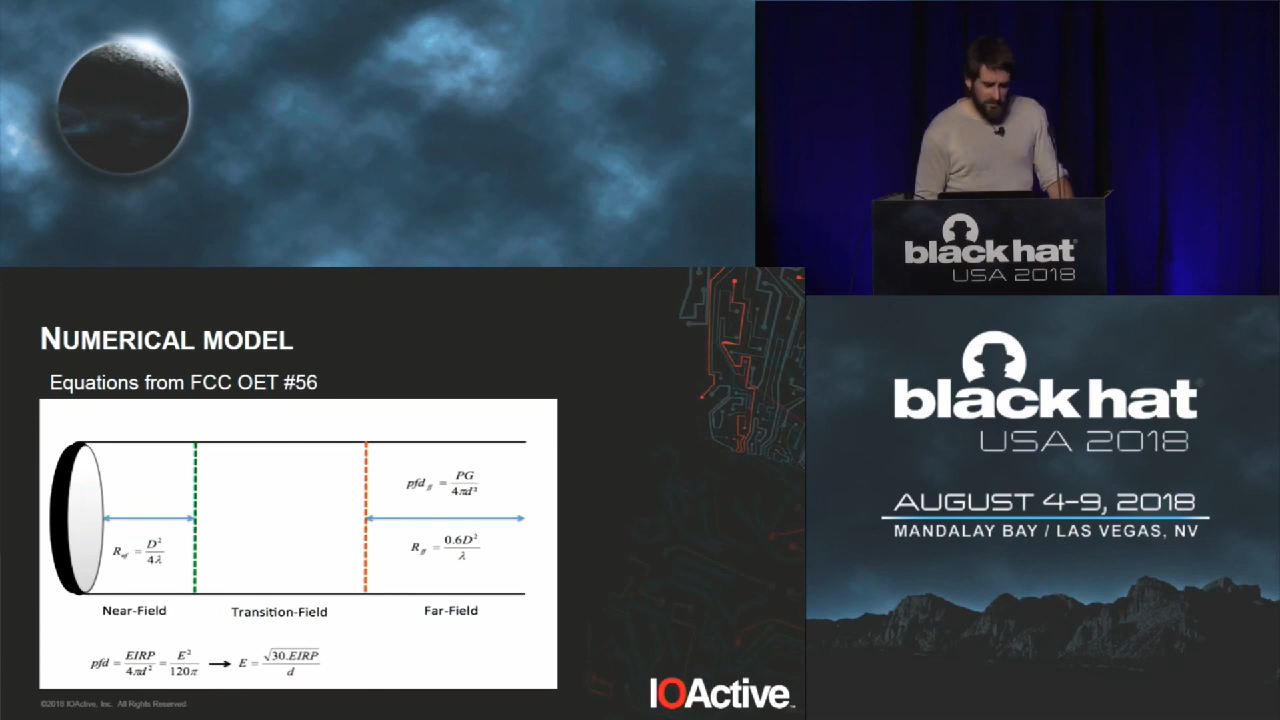 black hat
USA 2018
NUMERICAL MODEL
Equations from FCC OET #56
pfd_ff = PG / 4πd²
R_nf = D² / 4λ
R_ff = 0.6D² / λ
Near-Field
Transition-Field
Far-Field
pfd = EIRP / 4πd² = E² / 120π → E = √30.EIRP / d
©2018 IOActive, Inc. All Rights Reserved
IOActive™
black hat
USA 2018
AUGUST 4–9, 2018
MANDALAY BAY / LAS VEGAS, NV